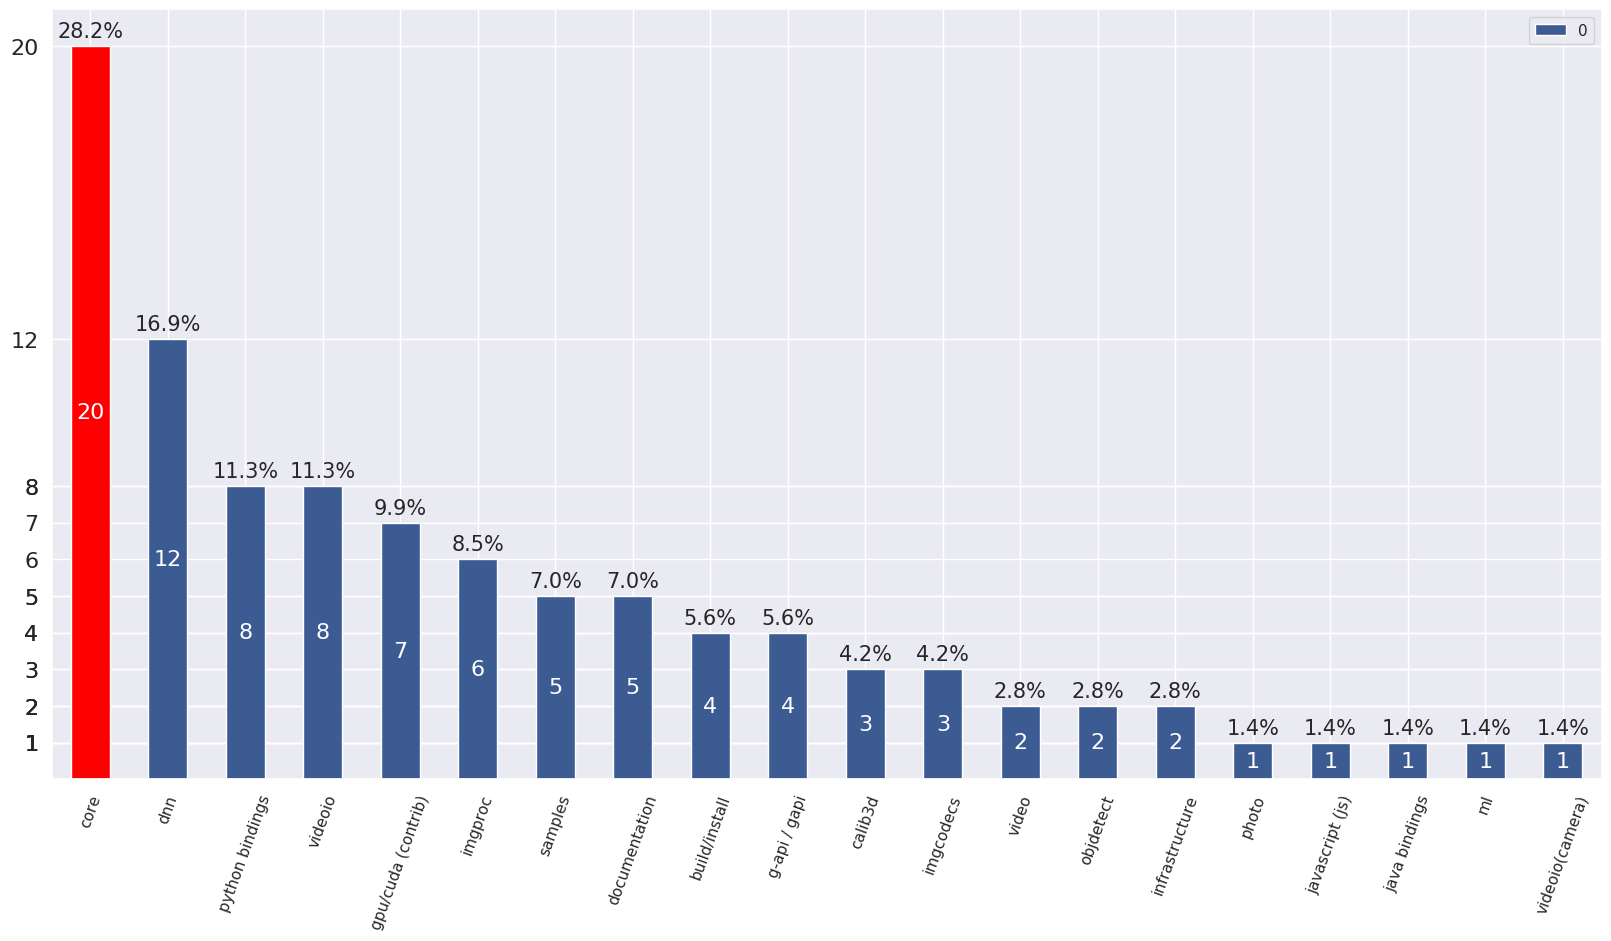 28.2%
0
20
16.9%
12
20
11.3% 11.3%
8
9.9%
7
8.5%
6
12
7.0% 7.0%
5
5.6% 5.6%
4
8 8
7
4.2% 4.2%
3
6
5 5
2.8% 2.8% 2.8%
2
4 4
3 3
1.4% 1.4% 1.4% 1.4% 1.4%
1
2 2 2
1 1 1 1 1
core
dnn
python bindings
videoio
gpu/cuda (contrib)
imgproc
samples
documentation
build/install
g-api / gapi
calib3d
imgcodecs
video
objdetect
infrastructure
photo
javascript (js)
java bindings
ml
videoio(camera)